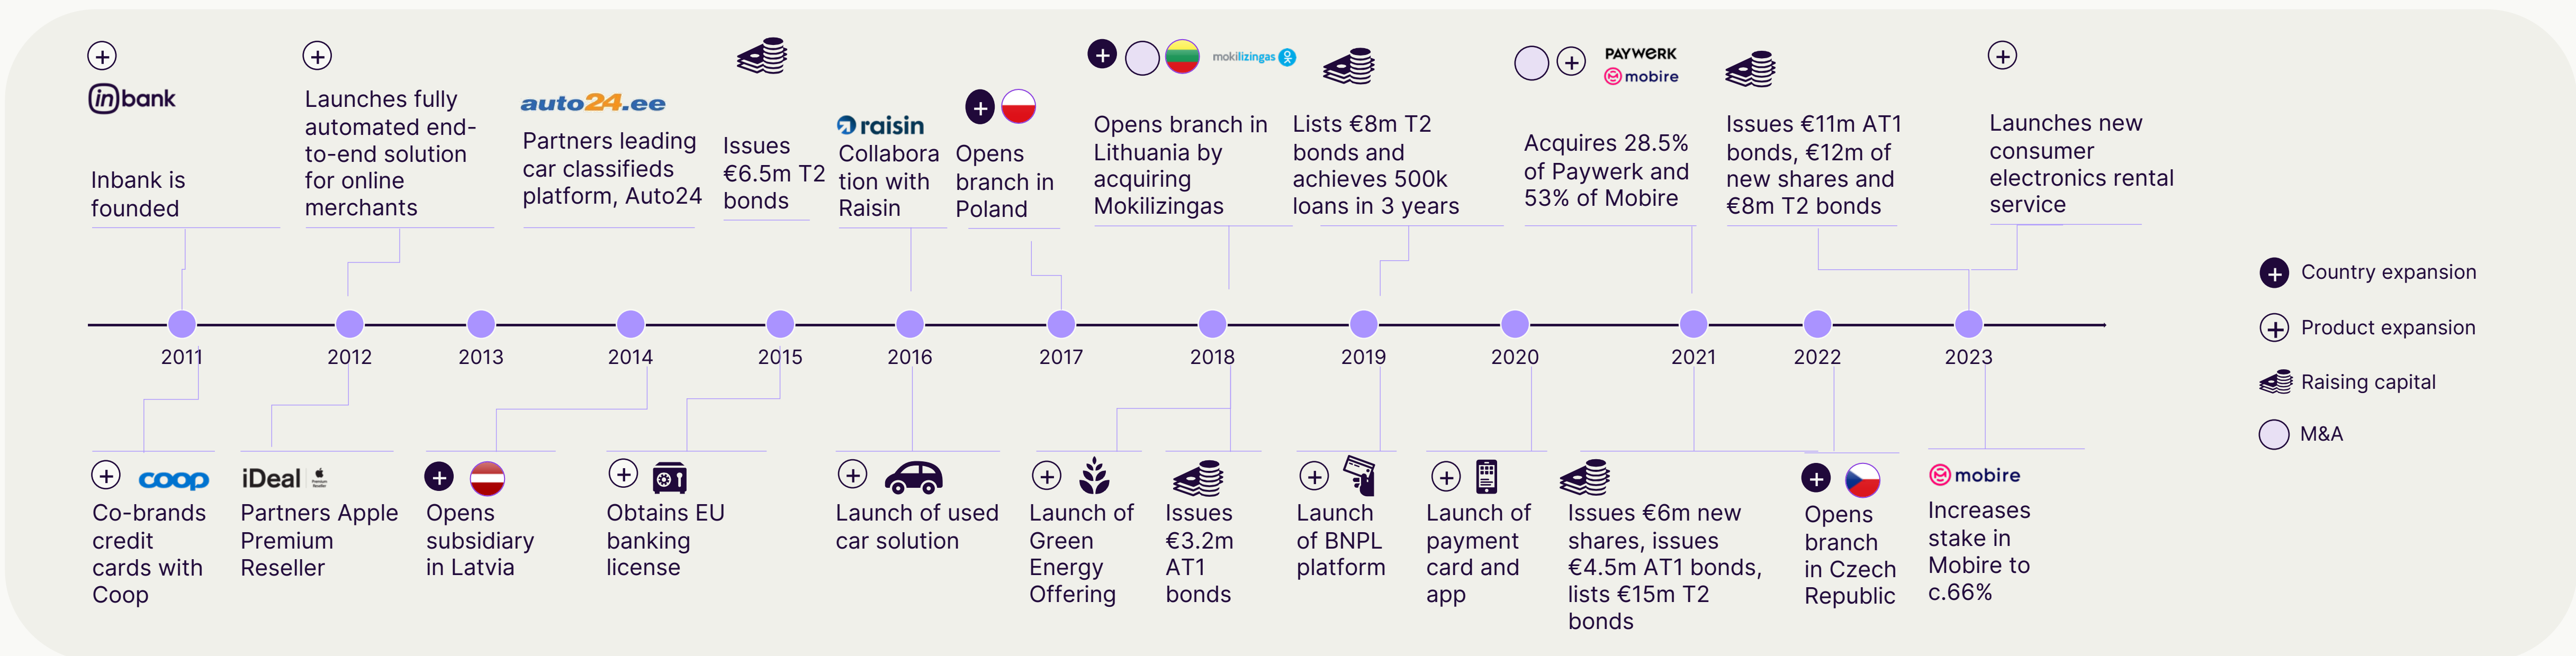 inbank
Inbank is
founded
Launches fully
automated end-
to-end solution
for online
merchants
auto24.ee
Partners leading
car classifieds
platform, Auto24
Issues
€6.5m T2
bonds
raisin
Collabora
tion with
Raisin
Opens
branch in
Poland
mokilizingas
Opens branch in
Lithuania by
acquiring
Mokilizingas
Lists €8m T2
bonds and
achieves 500k
loans in 3 years
PAYWERK
mobire
Acquires 28.5%
of Paywerk and
53% of Mobire
Issues €11m AT1
bonds, €12m of
new shares and
€8m T2 bonds
Launches new
consumer
electronics rental
service
2011
2012
2013
2014
2015
2016
2017
2018
2019
2020
2021
2022
2023
coop
Co-brands
credit
cards with
Coop
iDeal
Partners Apple
Premium
Reseller
Opens
subsidiary
in Latvia
Obtains EU
banking
license
Launch of used
car solution
Launch of
Green
Energy
Offering
Issues
€3.2m
AT1
bonds
Launch
of BNPL
platform
Launch of
payment
card and
app
Issues €6m new
shares, issues
€4.5m AT1 bonds,
lists €15m T2
bonds
Opens
branch
in Czech
Republic
mobire
Increases
stake in
Mobire to
c.66%
Country expansion
Product expansion
Raising capital
M&A